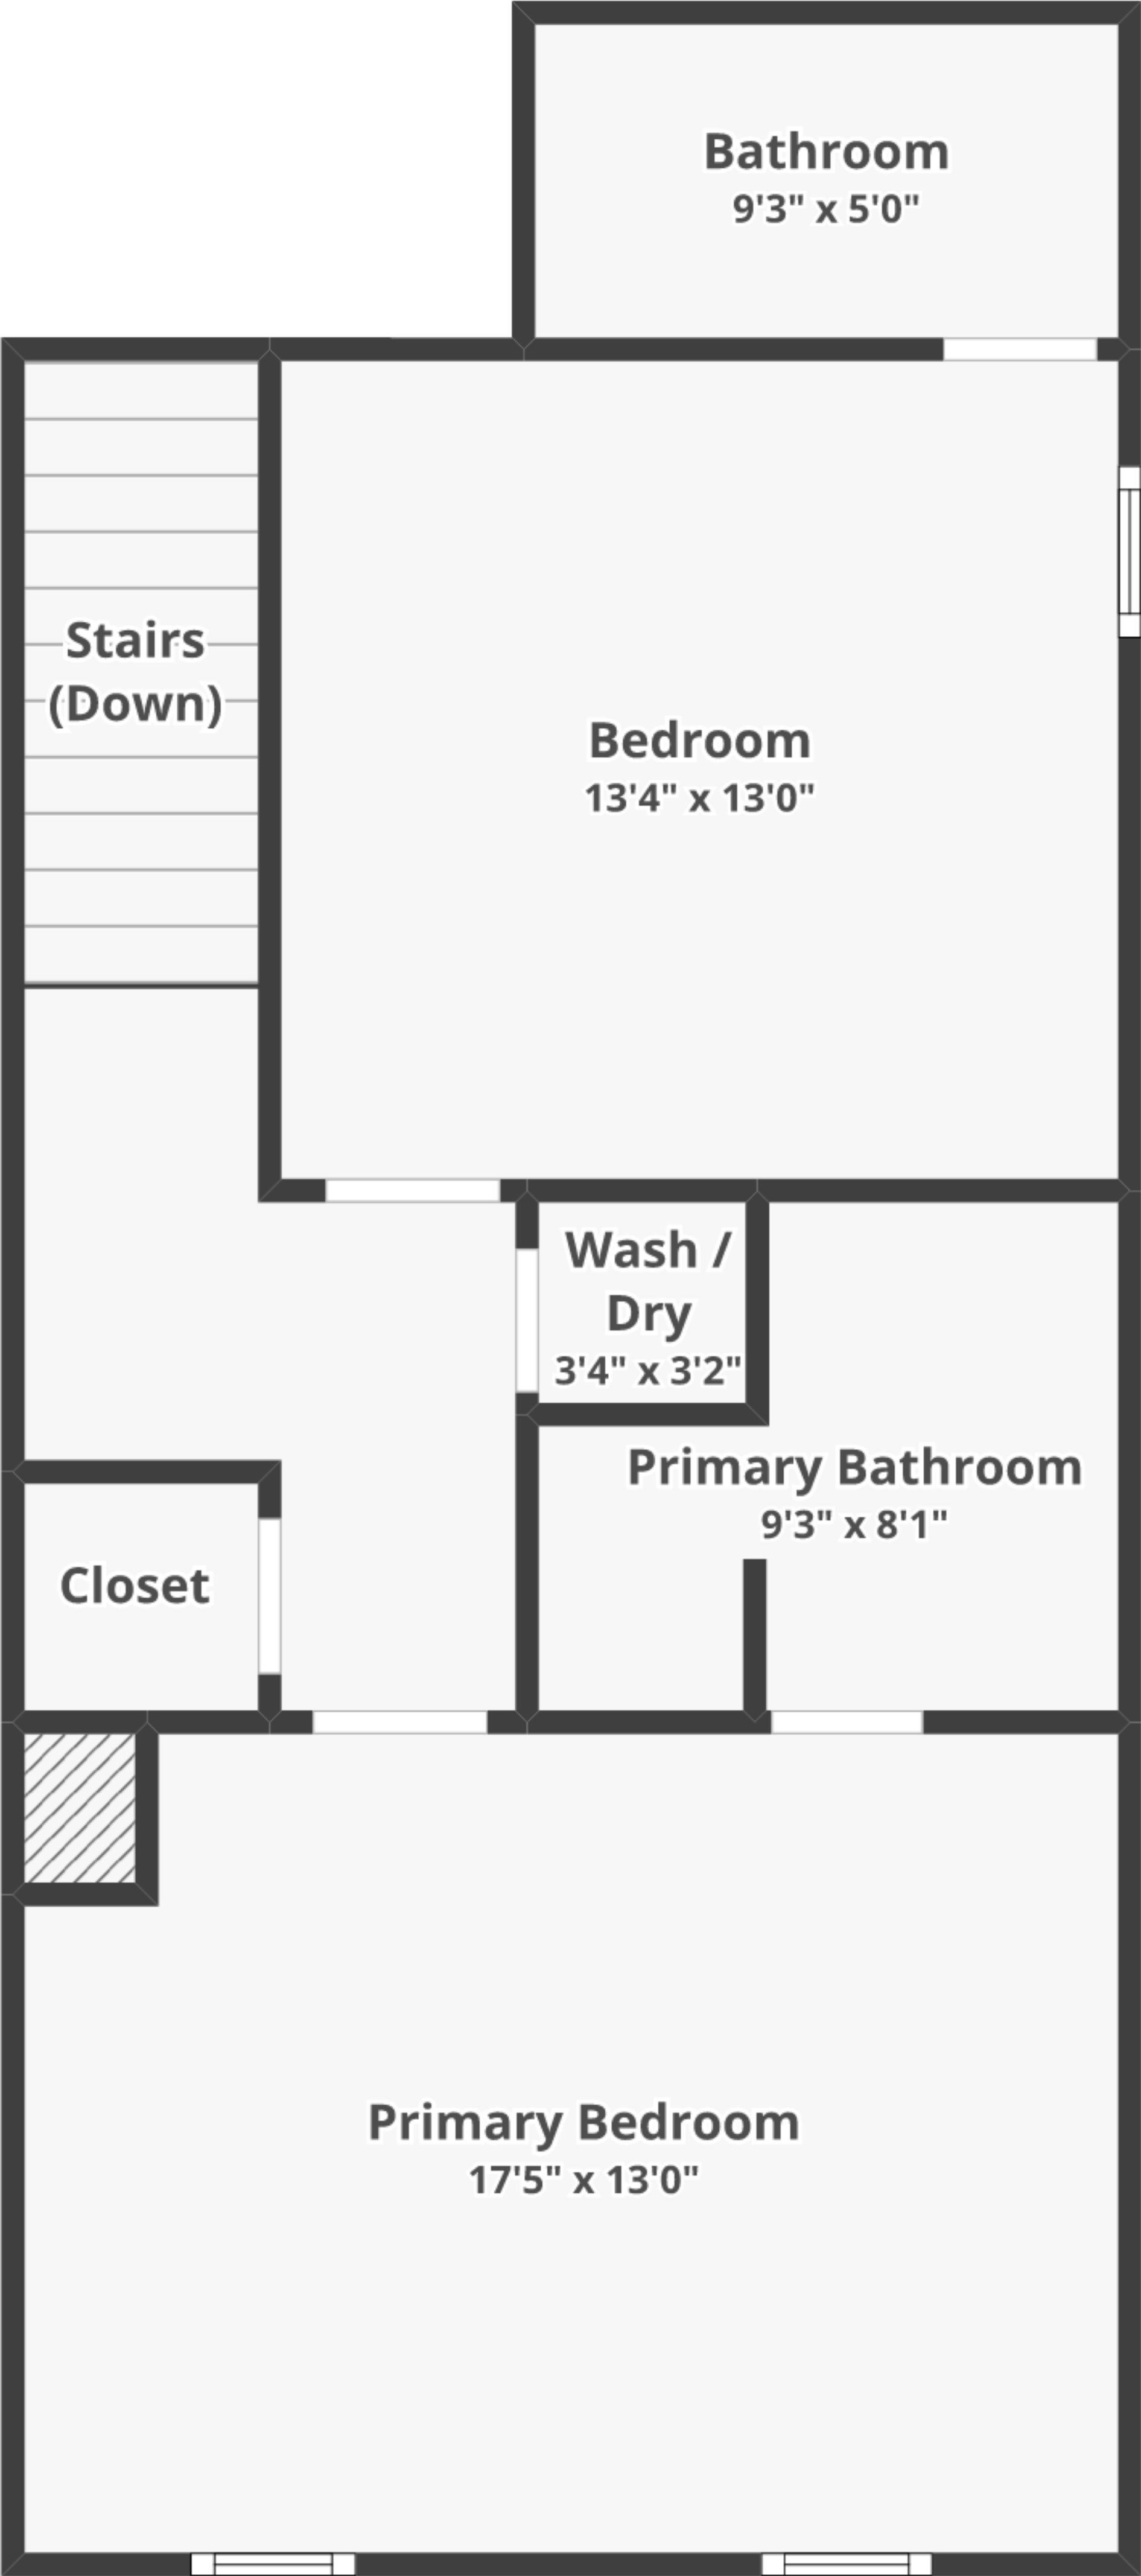 Bathroom
9'3" x 5'0"
Stairs
(Down)
Bedroom
13'4" x 13'0"
Wash /
Dry
3'4" x 3'2"
Primary Bathroom
9'3" x 8'1"
Closet
Primary Bedroom
17'5" x 13'0"